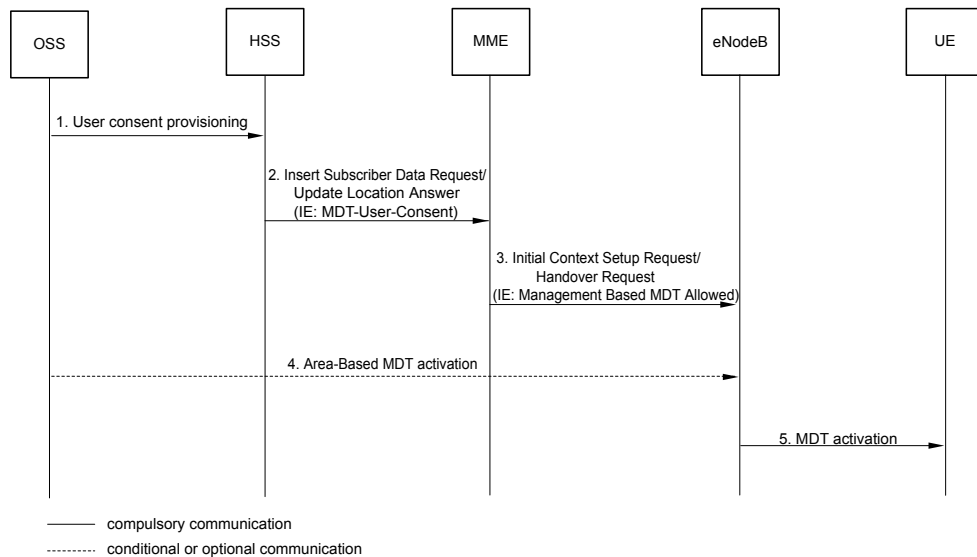 OSS
HSS
MME
eNodeB
UE
1. User consent provisioning
2. Insert Subscriber Data Request/
Update Location Answer
(IE: MDT-User-Consent)
3. Initial Context Setup Request/
Handover Request
(IE: Management Based MDT Allowed)
4. Area-Based MDT activation
5. MDT activation
compulsory communication
conditional or optional communication